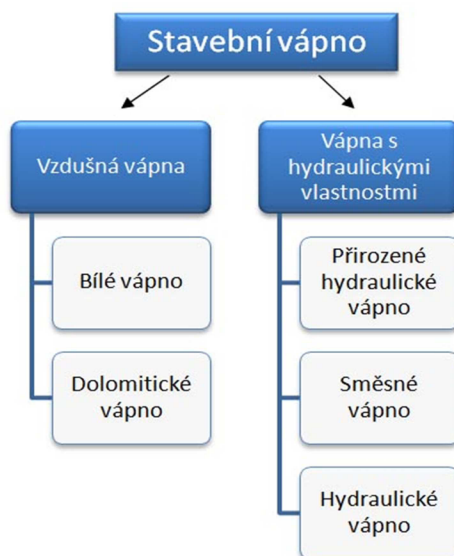 Stavební vápno
Vzdušná vápna
Bílé vápno
Dolomitické
vápno
Vápna s
hydraulickými
vlastnostmi
Přirozené
hydraulické
vápno
Směsné
vápno
Hydraulické
vápno